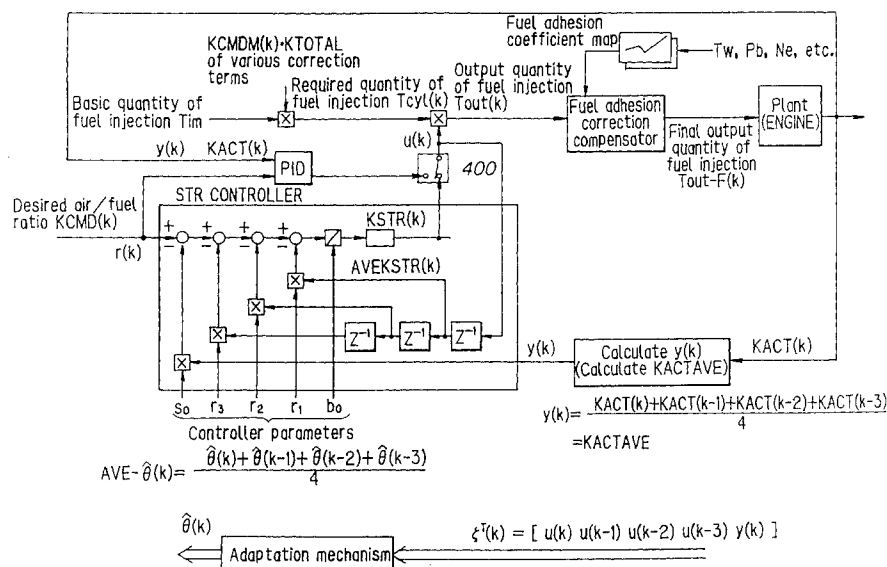 KCMDM(k)·KTOTAL
of various correction
terms
Basic quantity of
fuel injection Tim
Required quantity of
fuel injection Tcyl(k)
Output quantity
of fuel injection
Tout(k)
Fuel adhesion
coefficient map
Tw, Pb, Ne, etc.
Fuel adhesion
correction
compensator
Plant
(ENGINE)
Final output
quantity of
fuel injection
Tout-F(k)
u(k)
y(k) KACT(k)
PID
400
STR CONTROLLER
Desired air/fuel
ratio KCMD(k)
r(k)
KSTR(k)
AVEKSTR(k)
Z⁻¹ Z⁻¹ Z⁻¹
y(k)
Calculate y(k)
(Calculate KACTAVE)
KACT(k)
s₀ r₃ r₂ r₁ b₀
Controller parameters
y(k)= KACT(k)+KACT(k-1)+KACT(k-2)+KACT(k-3)
4
=KACTAVE
AVE-θ̂(k)= θ̂(k)+θ̂(k-1)+θ̂(k-2)+θ̂(k-3)
4
θ̂(k)
Adaptation mechanism
ζᵀ(k) = [ u(k) u(k-1) u(k-2) u(k-3) y(k) ]